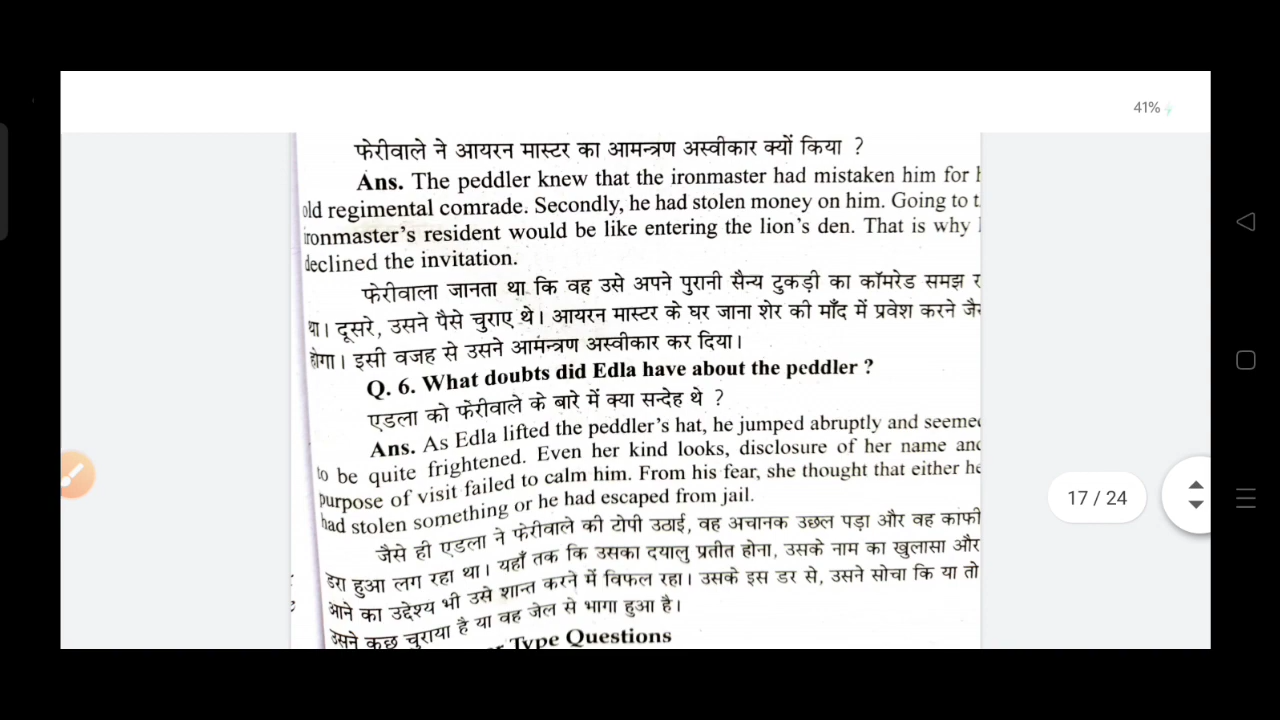 41%
फेरीवाले ने आयरन मास्टर का आमन्त्रण अस्वीकार क्यों किया ?
Ans. The peddler knew that the ironmaster had mistaken him for
old regimental comrade. Secondly, he had stolen money on him. Going to
ironmaster's resident would be like entering the lion's den. That is why
declined the invitation.
फेरीवाला जानता था कि वह उसे अपने पुरानी सैन्य टुकड़ी का कॉमरेड समझ
था। दूसरे, उसने पैसे चुराए थे। आयरन मास्टर के घर जाना शेर की माँद में प्रवेश करने
होगा। इसी वजह से उसने आमन्त्रण अस्वीकार कर दिया।
Q. 6. What doubts did Edla have about the peddler ?
एडला को फेरीवाले के बारे में क्या सन्देह थे ?
Ans. As Edla lifted the peddler's hat, he jumped abruptly and seemed
to be quite frightened. Even her kind looks, disclosure of her name and
purpose of visit failed to calm him. From his fear, she thought that either he
had stolen something or he had escaped from jail.
17 / 24
जैसे ही एडला ने फेरीवाले की टोपी उठाई, वह अचानक उछल पड़ा और वह काफी
डरा हुआ लग रहा था। यहाँ तक कि उसका दयालु प्रतीत होना, उसके नाम का खुलासा और
आने का उद्देश्य भी उसे शान्त करने में विफल रहा। उसके इस डर से, उसने सोचा कि या तो
उसने कुछ चुराया है या वह जेल से भागा हुआ है।
Type Questions